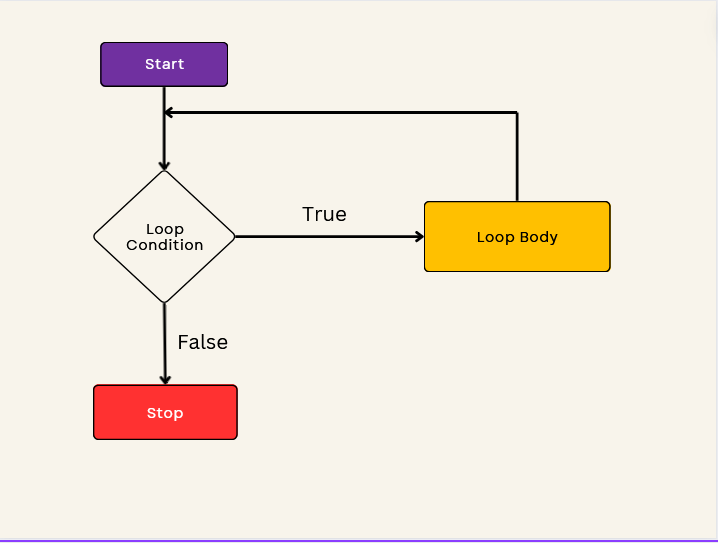 Start
Loop
Condition
True
Loop Body
False
Stop